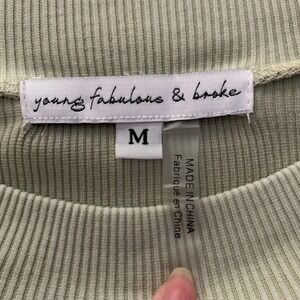 young fabulous & broke
M
MADE IN CHINA
Fabriqué en Chine